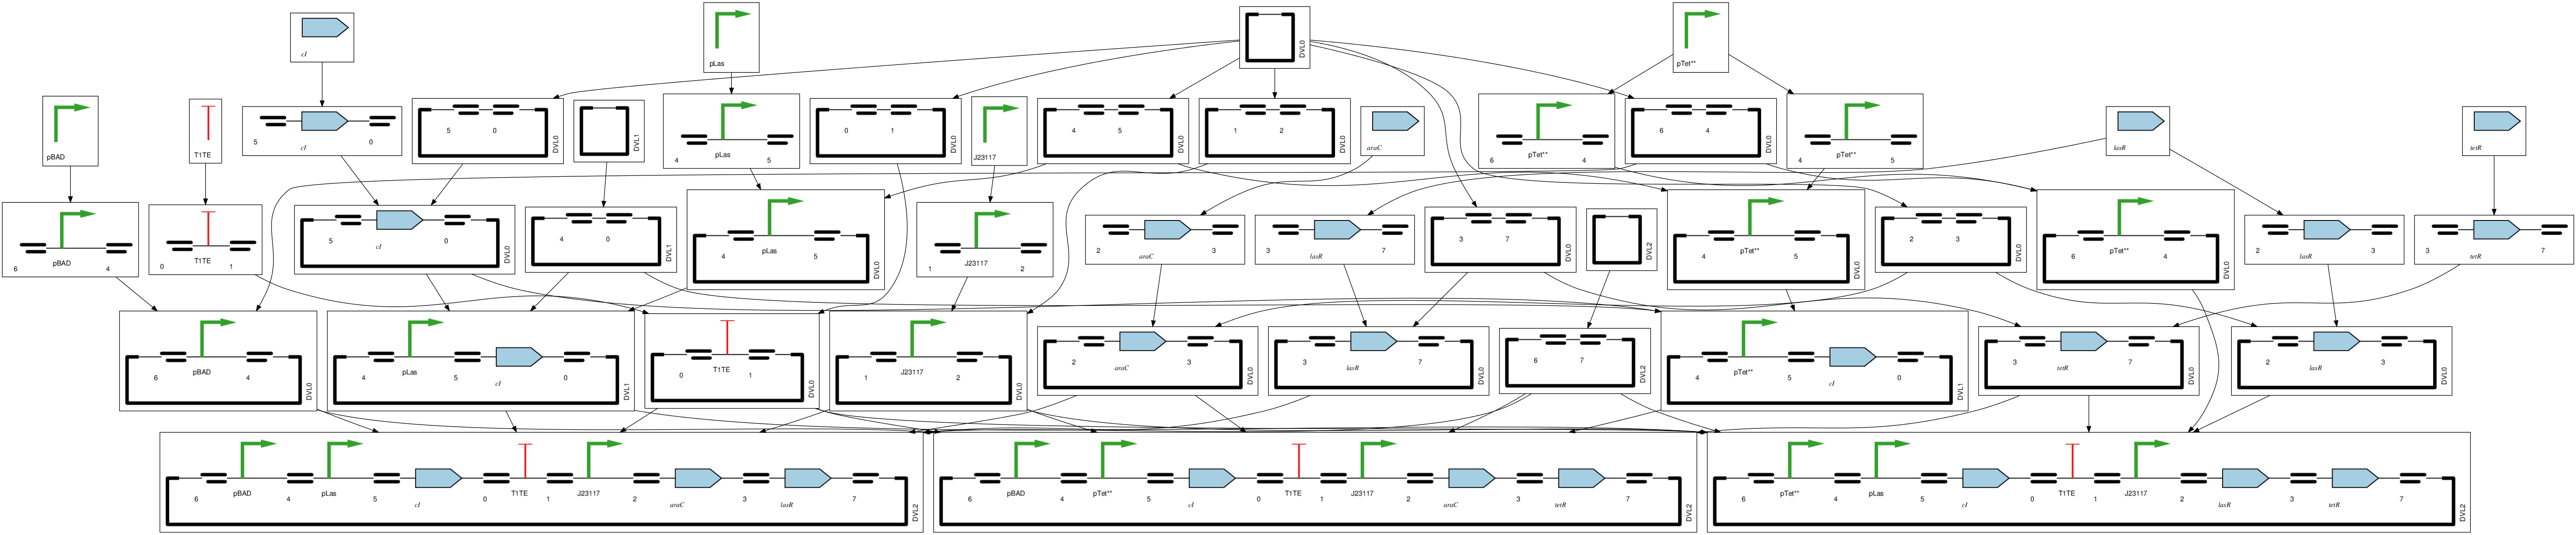 cI
pLas
DVL0
pTet**
pBAD
T1TE
5 cI 0
5 0 DVL0
DVL1
4 pLas 5
0 1 DVL0
J23117
4 5 DVL0
1 2 DVL0
araC
6 pTet** 4
6 4 DVL0
4 pTet** 5
lasR
tetR
6 pBAD 4
0 T1TE 1
5 cI 0 DVL0
4 0 DVL1
4 pLas 5 DVL0
1 J23117 2
2 araC 3
3 lasR 7
3 7 DVL0
DVL2
4 pTet** 5 DVL0
2 3 DVL0
6 pTet** 4 DVL0
2 lasR 3
3 tetR 7
6 pBAD 4 DVL0
4 pLas 5 cI 0 DVL1
0 T1TE 1 DVL0
1 J23117 2 DVL0
2 araC 3 DVL0
3 lasR 7 DVL0
6 7 DVL2
4 pTet** 5 cI 0 DVL1
3 tetR 7 DVL0
2 lasR 3 DVL0
6 pBAD 4 pLas 5 cI 0 T1TE 1 J23117 2 araC 3 lasR 7 DVL2
6 pBAD 4 pTet** 5 cI 0 T1TE 1 J23117 2 araC 3 tetR 7 DVL2
6 pTet** 4 pLas 5 cI 0 T1TE 1 J23117 2 lasR 3 tetR 7 DVL2